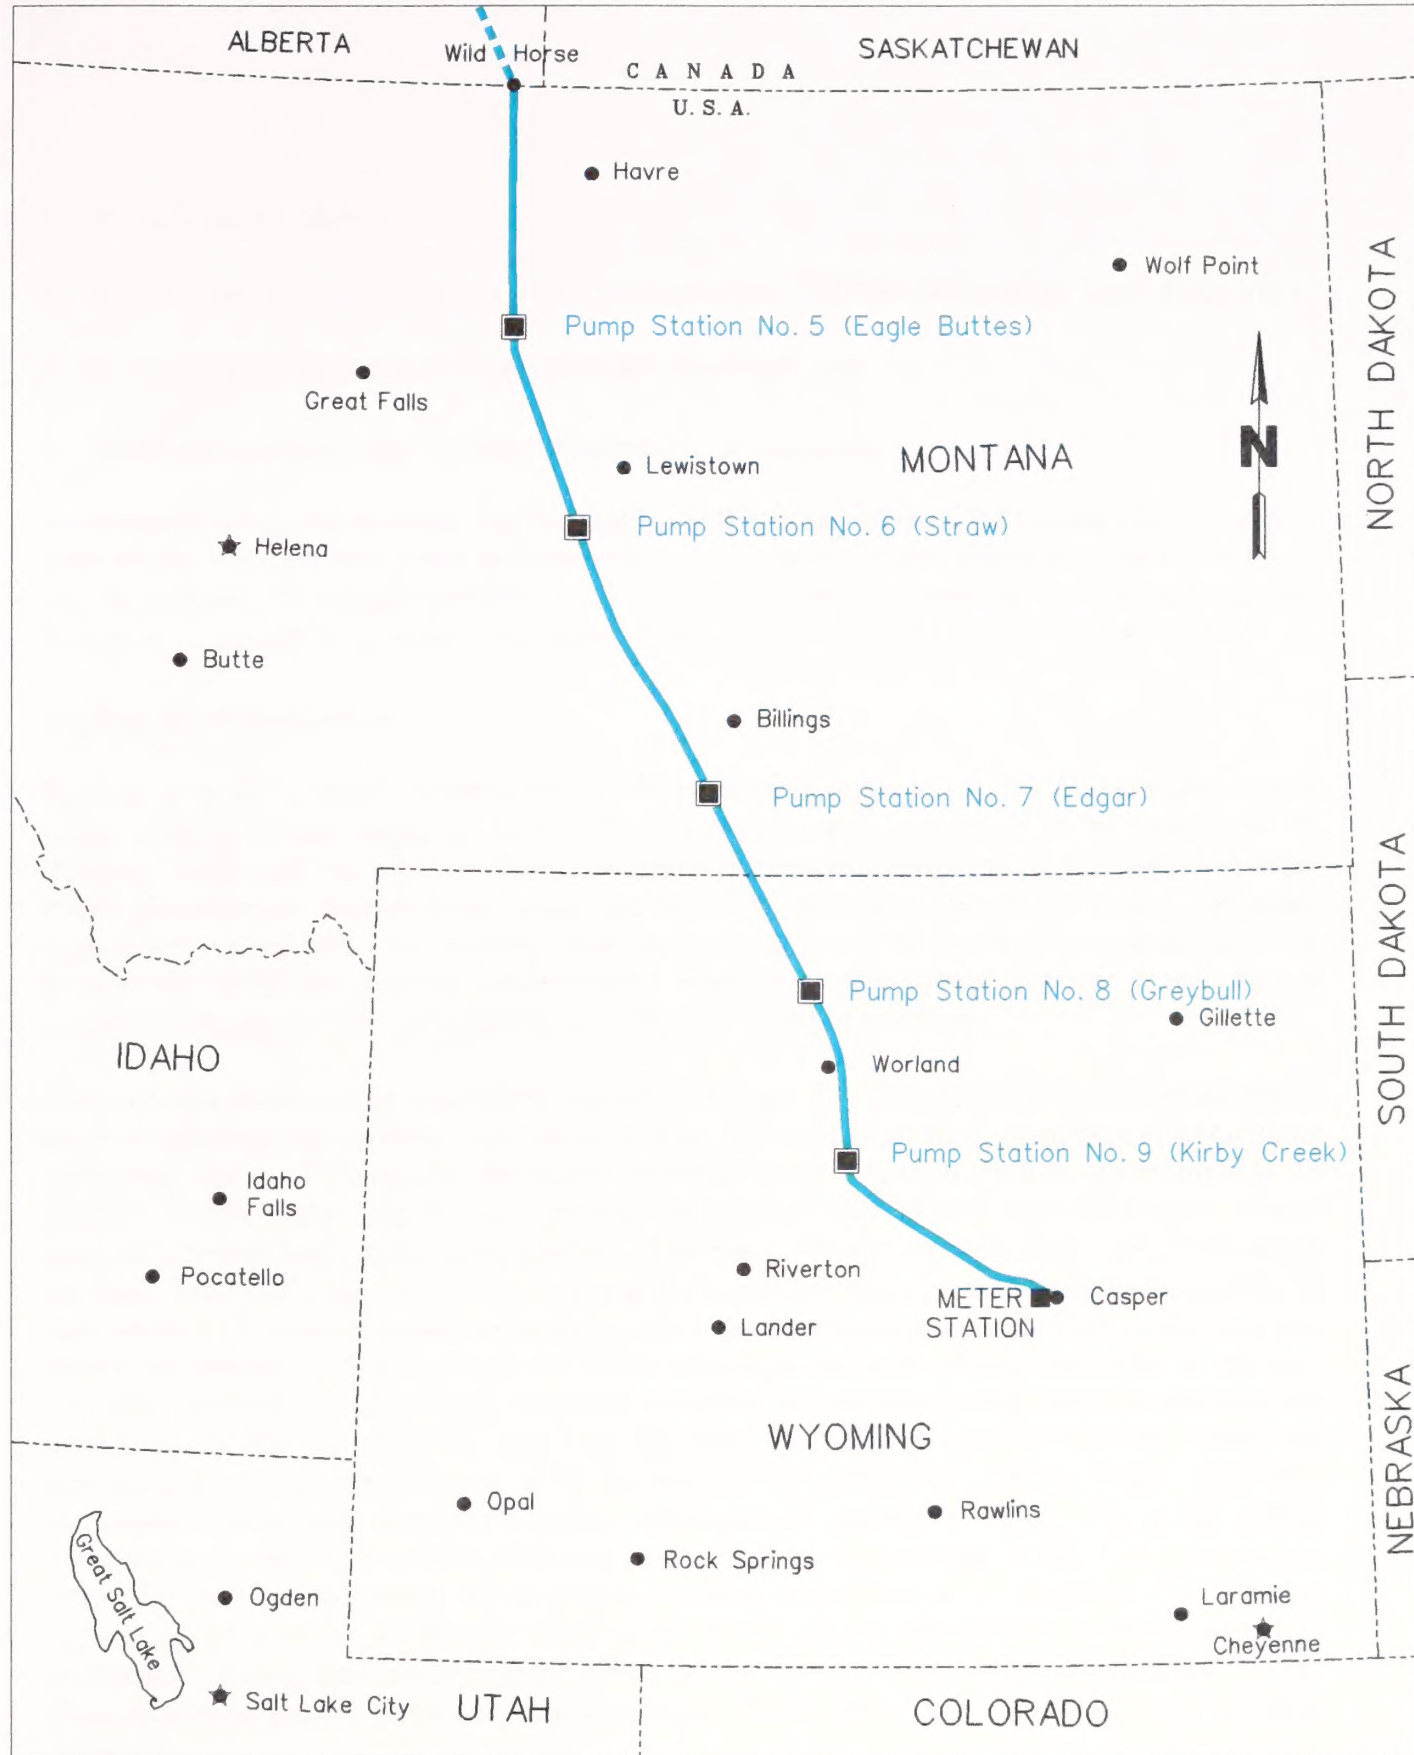 ALBERTA
SASKATCHEWAN
Wild Horse
CANADA
U.S.A.
Havre
Wolf Point
NORTH DAKOTA
Pump Station No. 5 (Eagle Buttes)
Great Falls
N
MONTANA
Lewistown
Pump Station No. 6 (Straw)
Helena
Butte
Billings
Pump Station No. 7 (Edgar)
SOUTH DAKOTA
Pump Station No. 8 (Greybull)
Gillette
IDAHO
Worland
Pump Station No. 9 (Kirby Creek)
Idaho
Falls
Pocatello
Riverton
METER
STATION
Casper
Lander
NEBRASKA
WYOMING
Opal
Rawlins
Rock Springs
Great Salt Lake
Ogden
Laramie
Cheyenne
Salt Lake City
UTAH
COLORADO